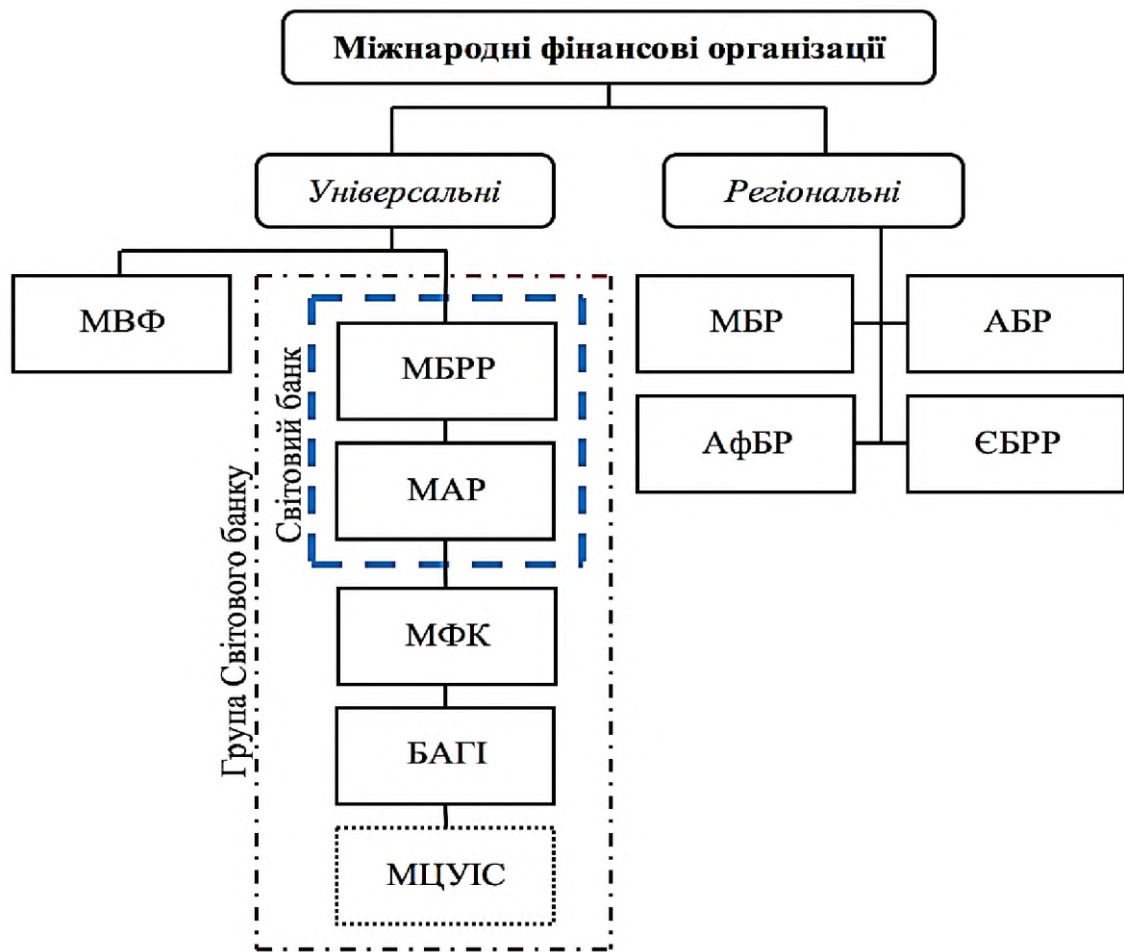 Міжнародні фінансові організації
Універсальні
Регіональні
МВФ
Група Світового банку
Світовий банк
МБРР
МАР
МФК
БАГІ
МЦУІС
МБР
АБР
АфБР
ЄБРР